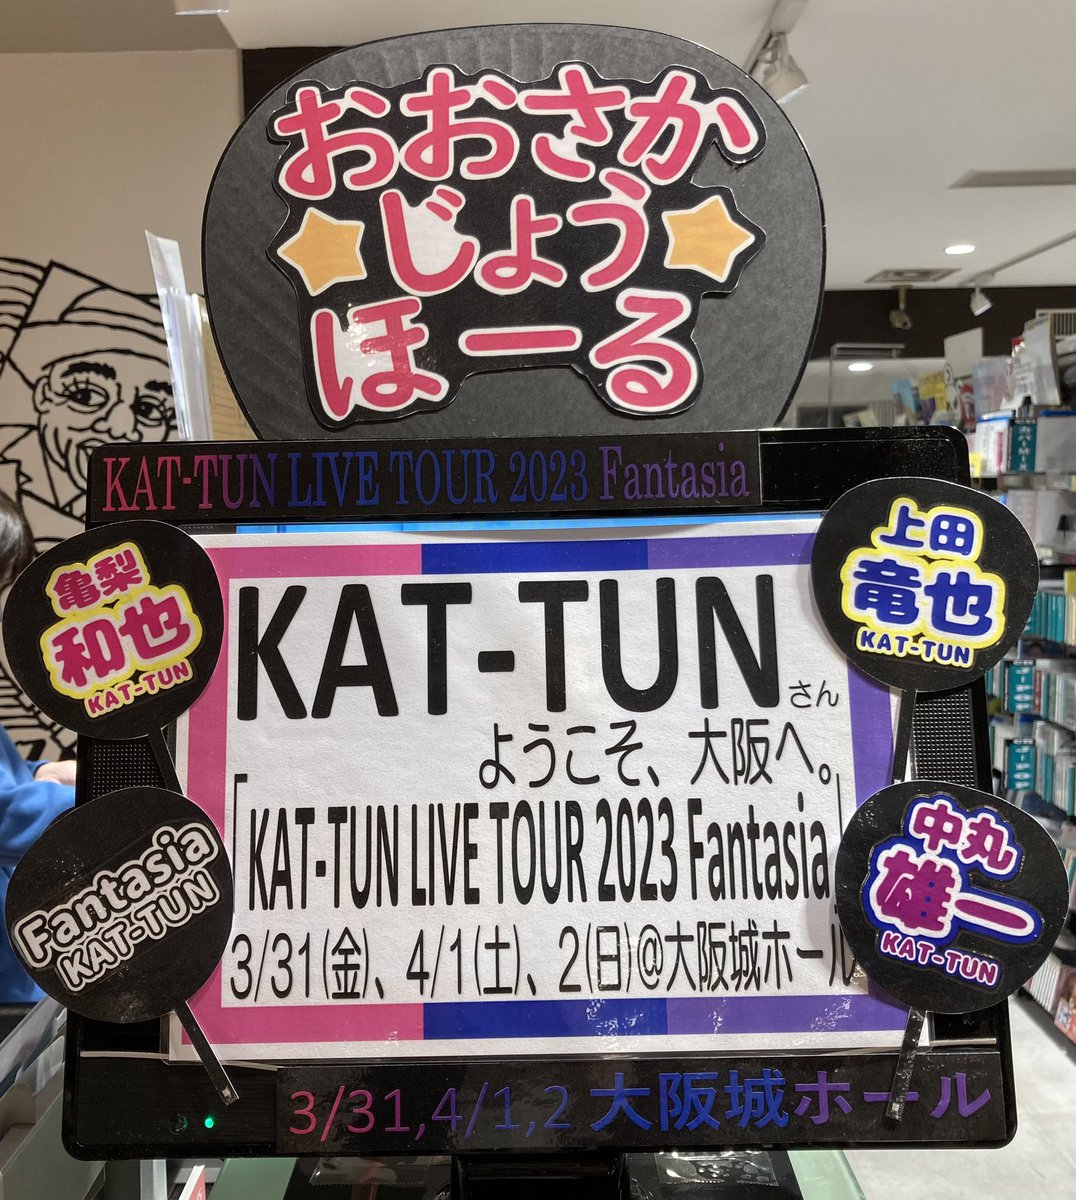 おおさか
じょう
ほーる
KAT-TUN LIVE TOUR 2023 Fantasia
亀梨
和也
KAT-TUN
上田
竜也
KAT-TUN
KAT-TUNさん
ようこそ、大阪へ。
「KAT-TUN LIVE TOUR 2023 Fantasia」
3/31(金)、4/1(土)、2(日)@大阪城ホール
Fantasia
KAT-TUN
中丸
雄一
KAT-TUN
3/31,4/1,2 大阪城ホール